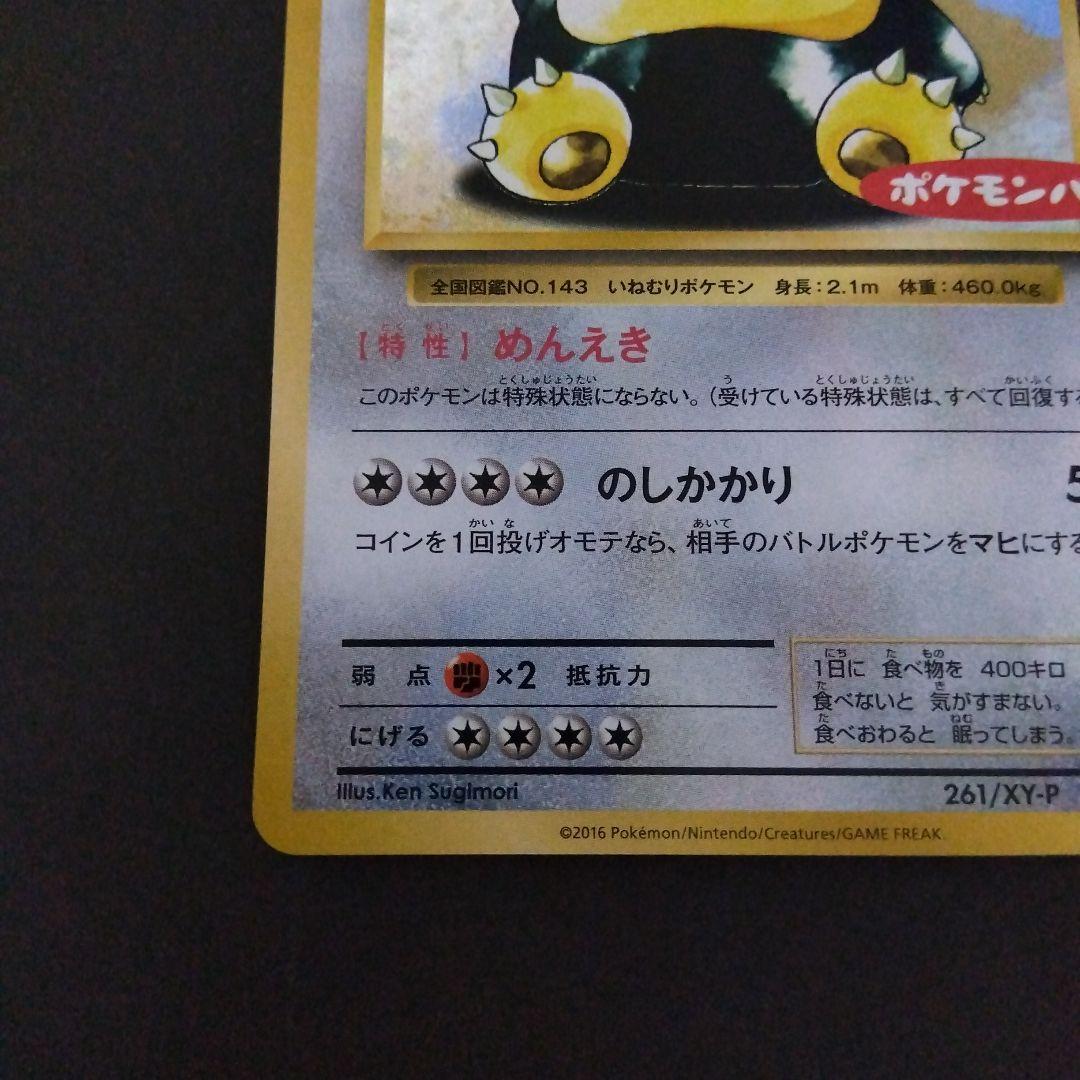 ポケモンパ
全国図鑑NO.143 いねむりポケモン 身長:2.1m 体重:460.0kg
【特性】 めんえき
このポケモンは特殊状態にならない。(受けている特殊状態は、すべて回復す
のしかかり 5
コインを1回投げオモテなら、相手のバトルポケモンをマヒにする
弱点 ×2 抵抗力
にげる
1日に 食べ物を 400キロ
食べないと 気がすまない。
食べおわると 眠ってしまう。
Illus.Ken Sugimori
261/XY-P
©2016 Pokémon/Nintendo/Creatures/GAME FREAK.